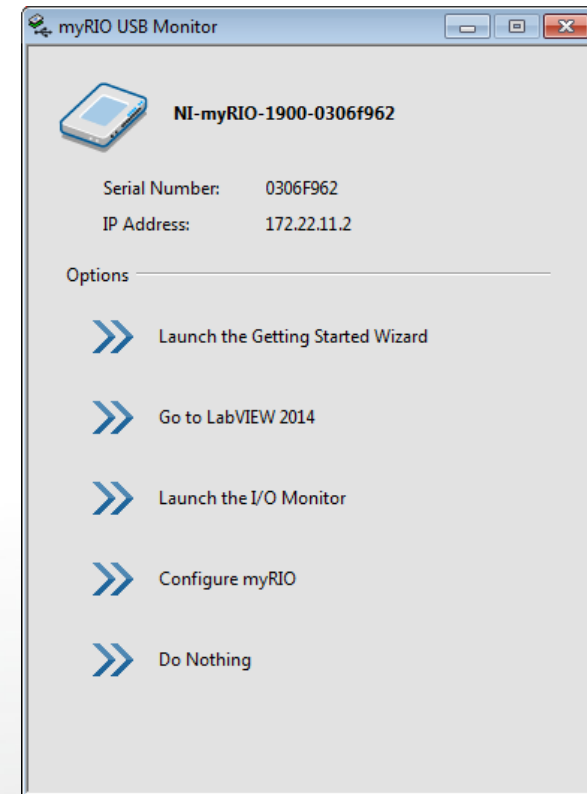 myRIO USB Monitor
NI-myRIO-1900-0306f962
Serial Number: 0306F962
IP Address: 172.22.11.2
Options
Launch the Getting Started Wizard
Go to LabVIEW 2014
Launch the I/O Monitor
Configure myRIO
Do Nothing